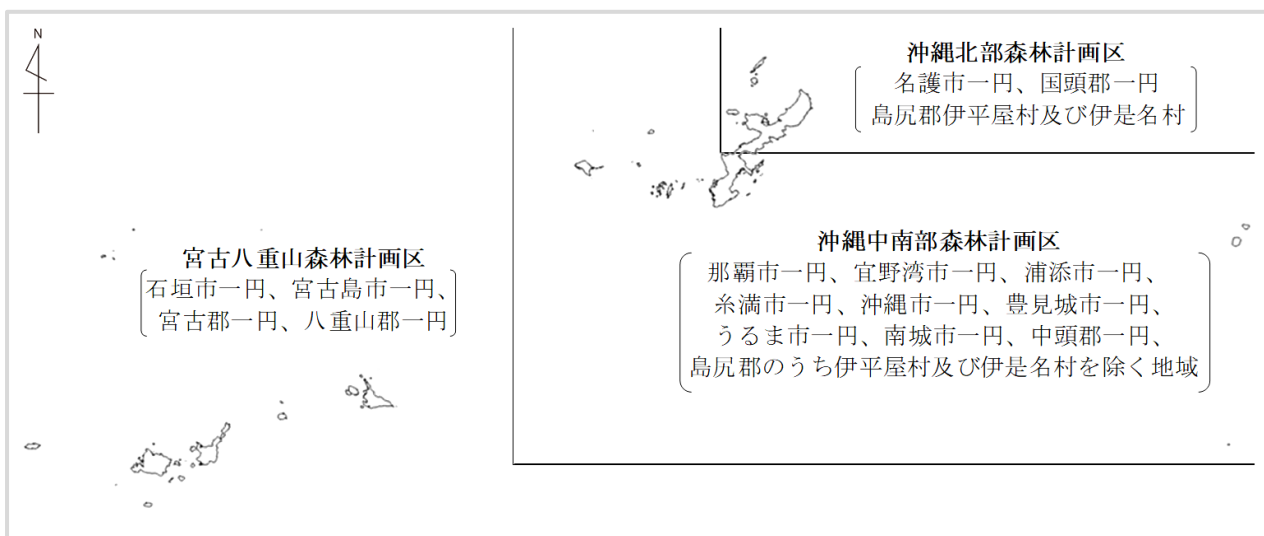 N
沖縄北部森林計画区
名護市一円、国頭郡一円
島尻郡伊平屋村及び伊是名村
宮古八重山森林計画区
石垣市一円、宮古島市一円、
宮古郡一円、八重山郡一円
沖縄中南部森林計画区
那覇市一円、宜野湾市一円、浦添市一円、
糸満市一円、沖縄市一円、豊見城市一円、
うるま市一円、南城市一円、中頭郡一円、
島尻郡のうち伊平屋村及び伊是名村を除く地域